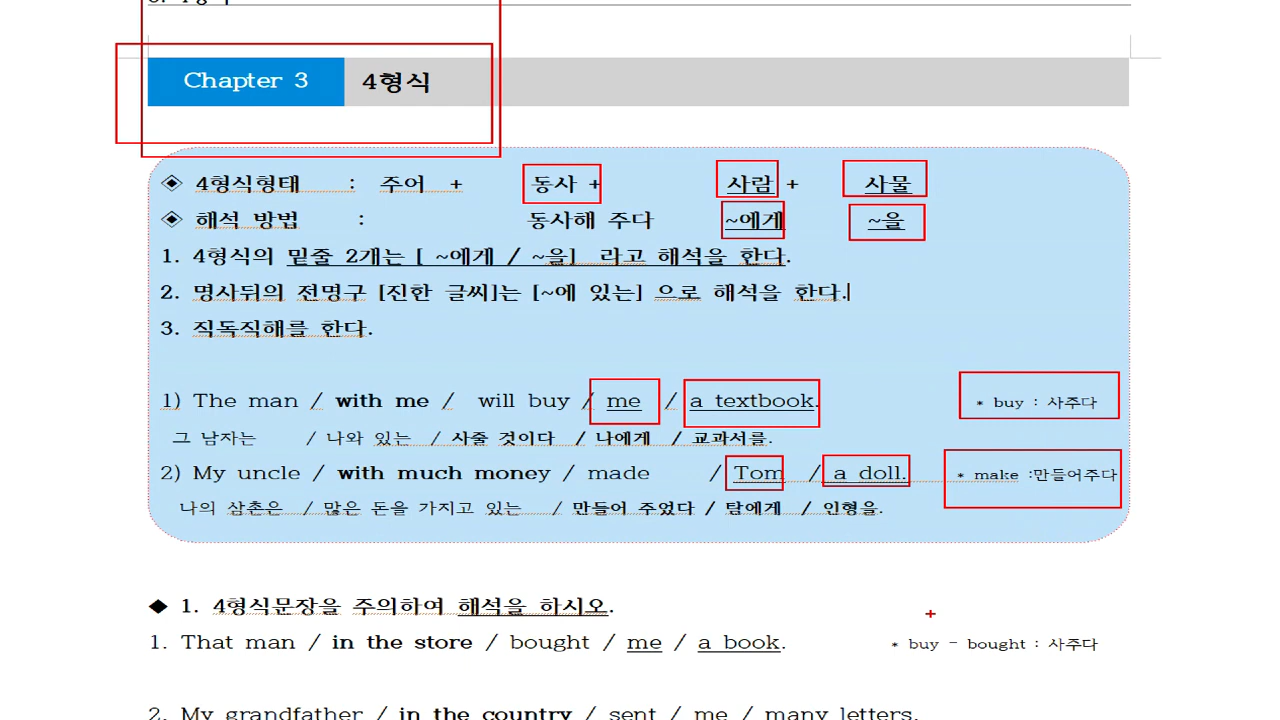 Chapter 3 4형식
◈ 4형식형태 : 주어 + 동사 + 사람 + 사물
◈ 해석 방법 : 동사해 주다 ~에게 ~을
1. 4형식의 밑줄 2개는 [ ~에게 / ~을] 라고 해석을 한다.
2. 명사뒤의 전명구 [진한 글씨]는 [~에 있는] 으로 해석을 한다.
3. 직독직해를 한다.
1) The man / with me / will buy / me / a textbook. * buy : 사주다
그 남자는 / 나와 있는 / 사줄 것이다 / 나에게 / 교과서를.
2) My uncle / with much money / made / Tom / a doll. * make :만들어주다
나의 삼촌은 / 많은 돈을 가지고 있는 / 만들어 주었다 / 탐에게 / 인형을.
◆ 1. 4형식문장을 주의하여 해석을 하시오.
1. That man / in the store / bought / me / a book. * buy - bought : 사주다
2. My grandfather / in the country / sent / me / many letters.